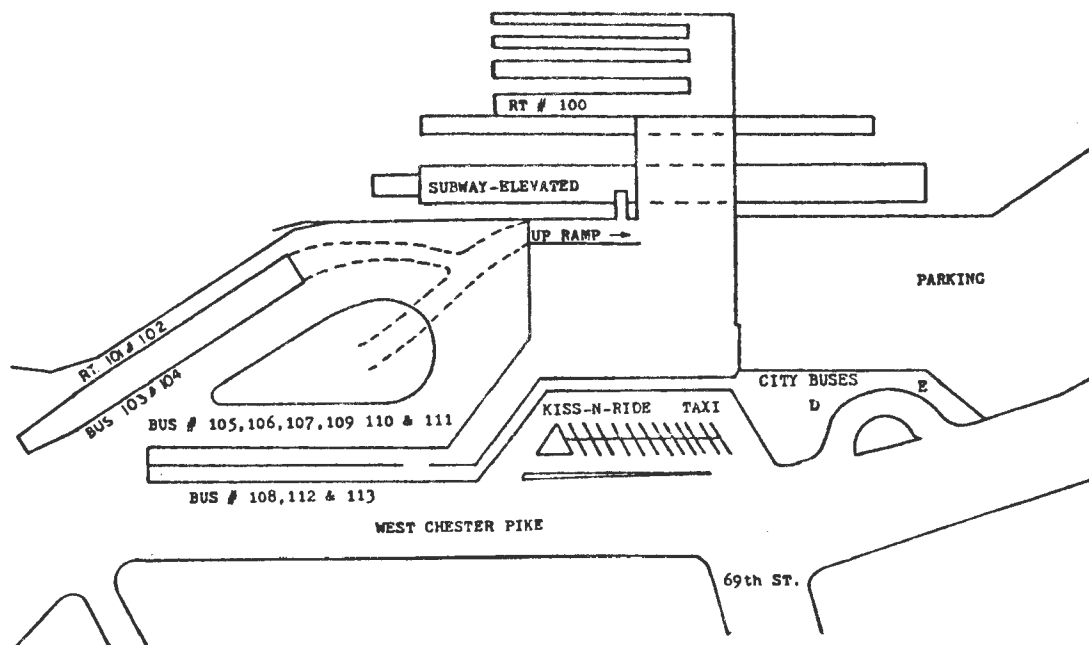 RT # 100
SUBWAY-ELEVATED
UP RAMP →
PARKING
RT. 101 & 102
BUS 103 & 104
CITY BUSES
E
D
KISS-N-RIDE TAXI
BUS # 105,106,107,109 110 & 111
BUS # 108,112 & 113
WEST CHESTER PIKE
69th ST.